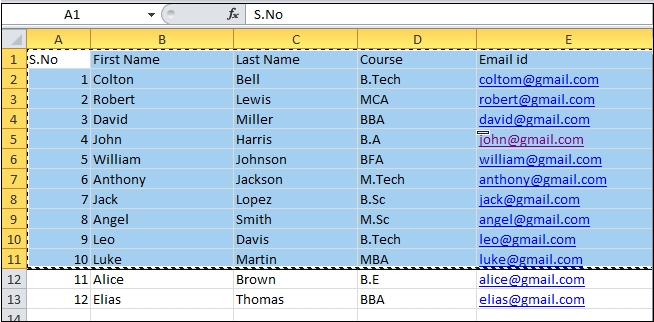 A1 fx S.No
A B C D E
1 S.No First Name Last Name Course Email id
2 1 Colton Bell B.Tech coltom@gmail.com
3 2 Robert Lewis MCA robert@gmail.com
4 3 David Miller BBA david@gmail.com
5 4 John Harris B.A john@gmail.com
6 5 William Johnson BFA william@gmail.com
7 6 Anthony Jackson M.Tech anthony@gmail.com
8 7 Jack Lopez B.Sc jack@gmail.com
9 8 Angel Smith M.Sc angel@gmail.com
10 9 Leo Davis B.Tech leo@gmail.com
11 10 Luke Martin MBA luke@gmail.com
12 11 Alice Brown B.E alice@gmail.com
13 12 Elias Thomas BBA elias@gmail.com
14